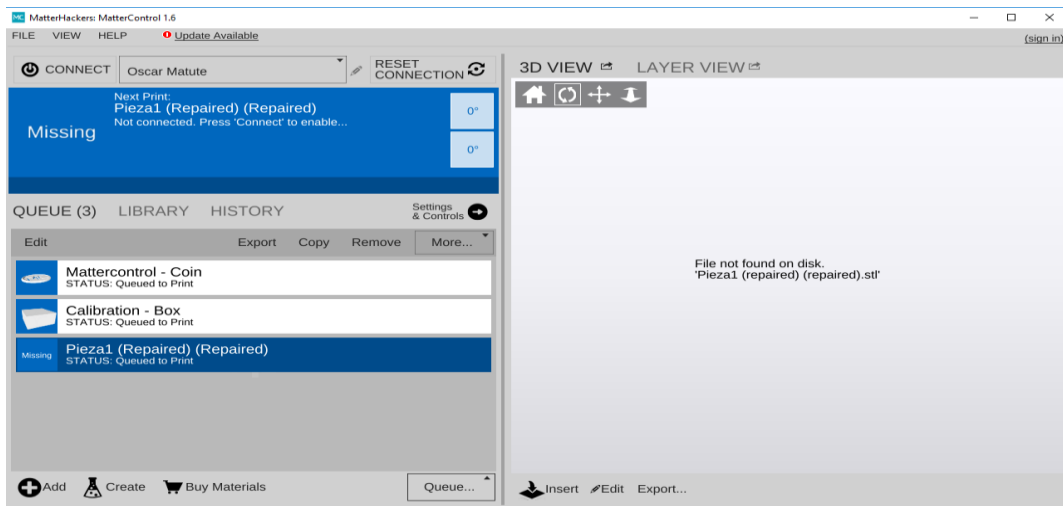 MC MatterHackers: MatterControl 1.6
FILE VIEW HELP ! Update Available
(sign in)
CONNECT Oscar Matute RESET
CONNECTION
Next Print:
Pieza1 (Repaired) (Repaired)
Missing Not connected. Press 'Connect' to enable...
0°
0°
QUEUE (3) LIBRARY HISTORY Settings
& Controls
Edit Export Copy Remove More...
Mattercontrol - Coin
STATUS: Queued to Print
Calibration - Box
STATUS: Queued to Print
Missing Pieza1 (Repaired) (Repaired)
STATUS: Queued to Print
Add Create Buy Materials Queue...
3D VIEW LAYER VIEW
File not found on disk.
'Pieza1 (repaired) (repaired).stl'
Insert Edit Export...